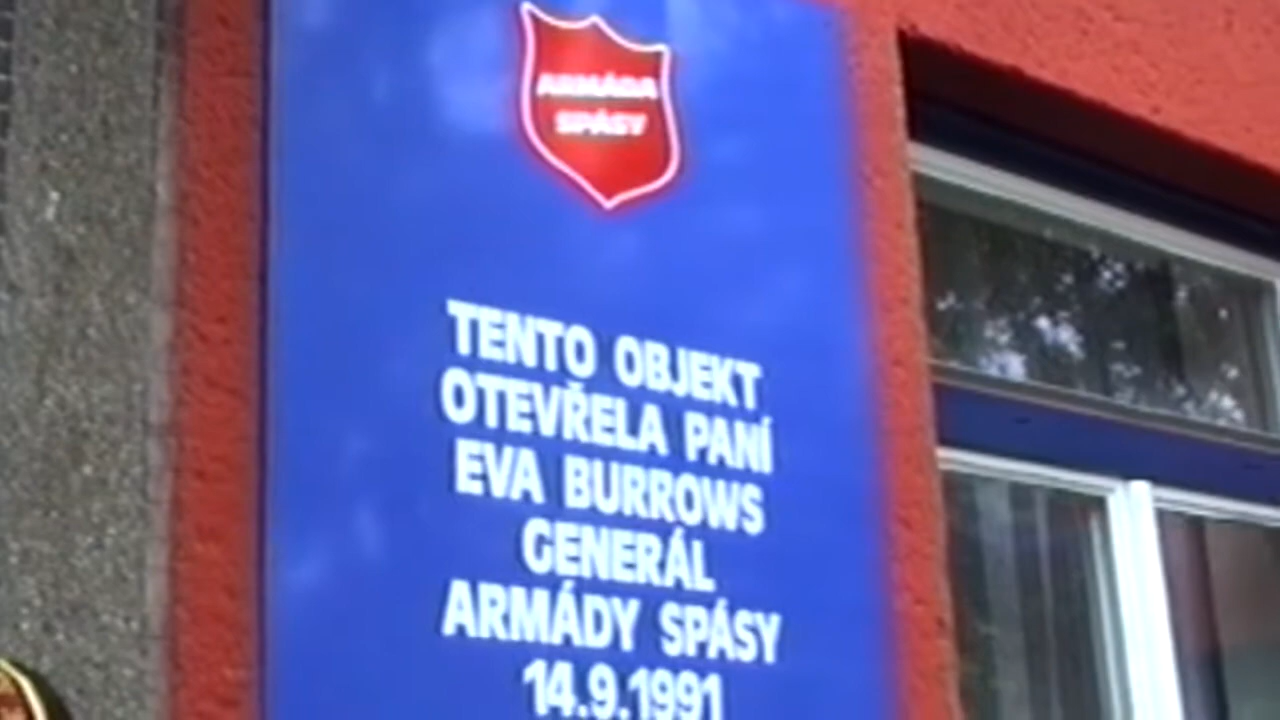 ARMÁDA
SPÁSY
TENTO OBJEKT
OTEVŘELA PANÍ
EVA BURROWS
GENERÁL
ARMÁDY SPÁSY
14.9.1991